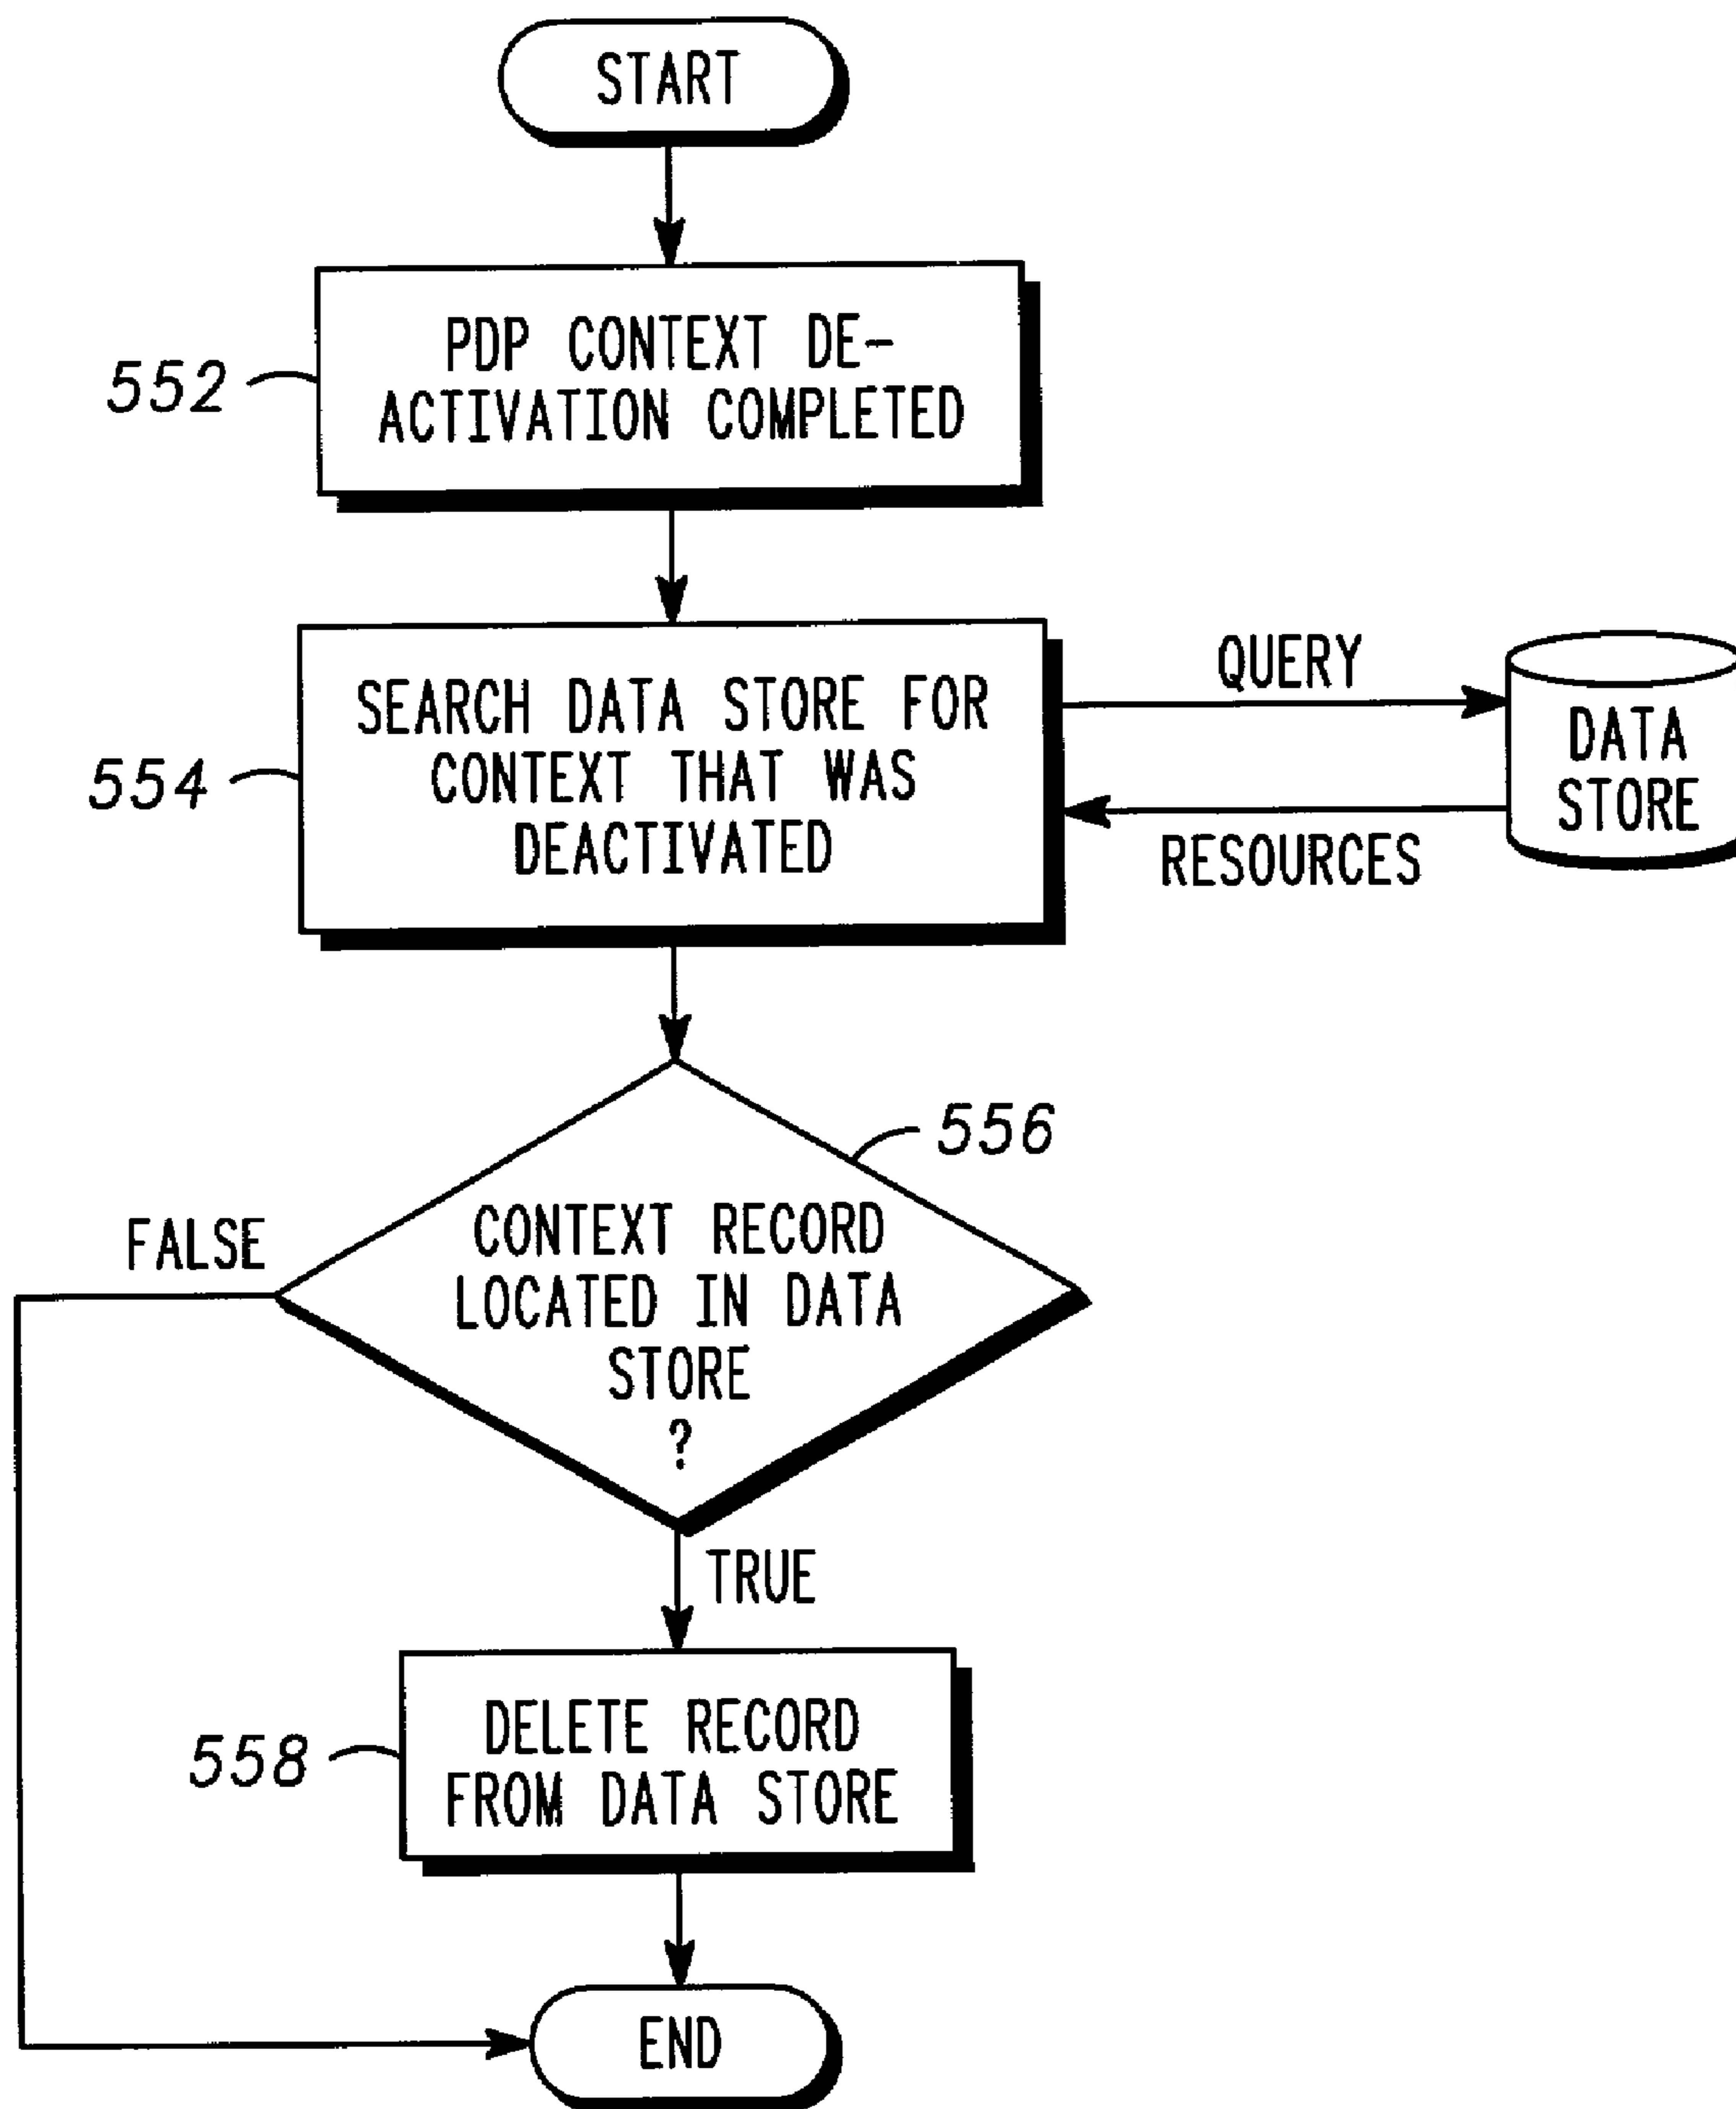 START
552
PDP CONTEXT DE-
ACTIVATION COMPLETED
554
SEARCH DATA STORE FOR
CONTEXT THAT WAS
DEACTIVATED
QUERY
RESOURCES
DATA
STORE
556
CONTEXT RECORD
LOCATED IN DATA
STORE
?
FALSE
TRUE
558
DELETE RECORD
FROM DATA STORE
END